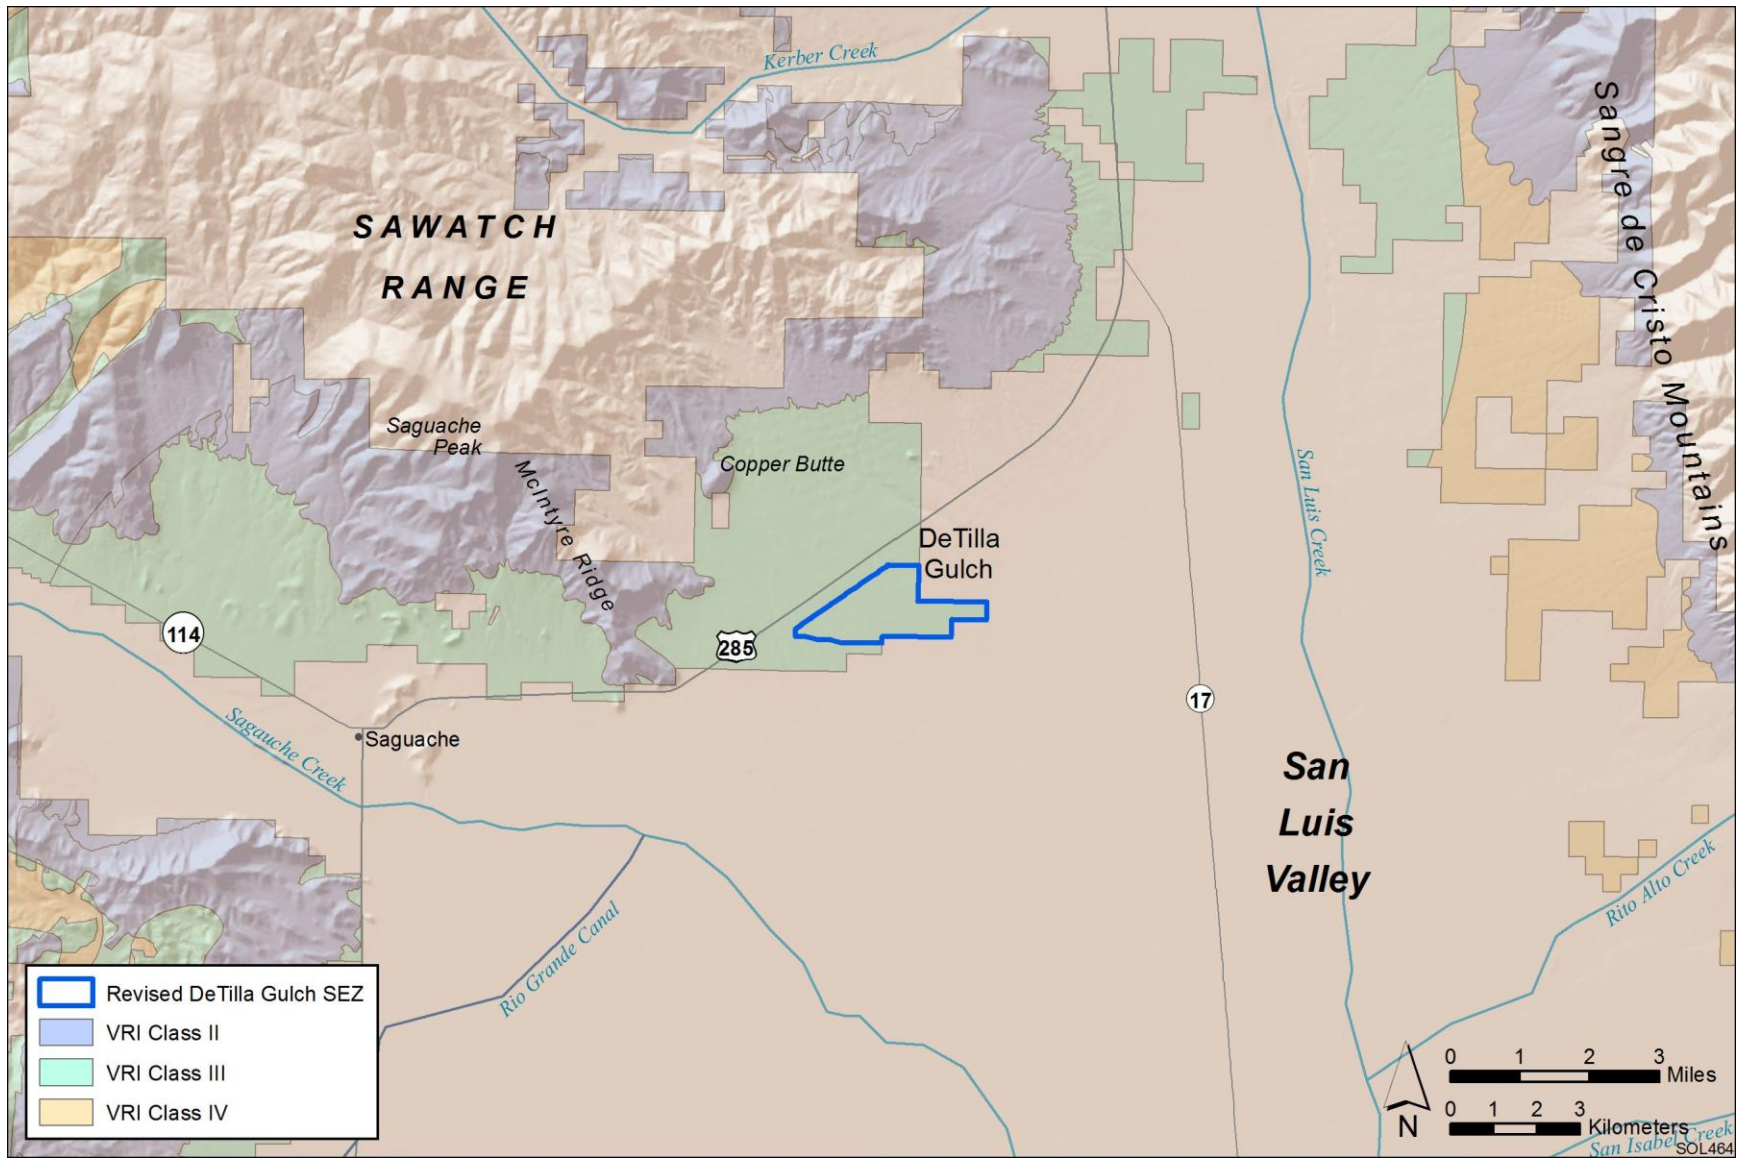 Kerber Creek
Sangre de Cristo Mountains
SAWATCH
RANGE
Saguache
Peak
McIntyre Ridge
Copper Butte
San Luis Creek
DeTilla
Gulch
114
285
17
Saguache
Sagauche Creek
San
Luis
Valley
Rito Alto Creek
Rio Grande Canal
Revised DeTilla Gulch SEZ
VRI Class II
VRI Class III
VRI Class IV
N
0 1 2 3
Miles
0 1 2 3
Kilometers
San Isabel Creek
SOL464